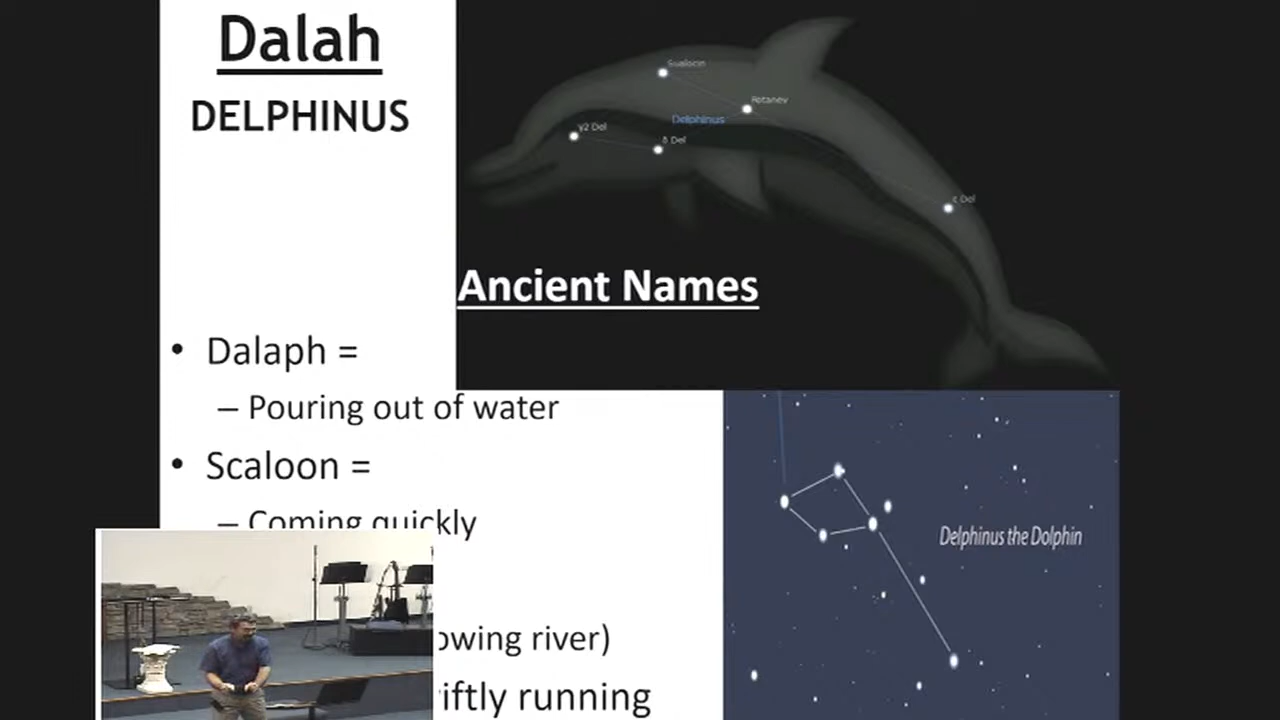 Dalah
DELPHINUS
Sualocin
Rotanev
Delphinus
γ2 Del
δ Del
ε Del
Ancient Names
• Dalaph =
– Pouring out of water
• Scaloon =
– Coming quickly
owing river)
iftly running
Delphinus the Dolphin